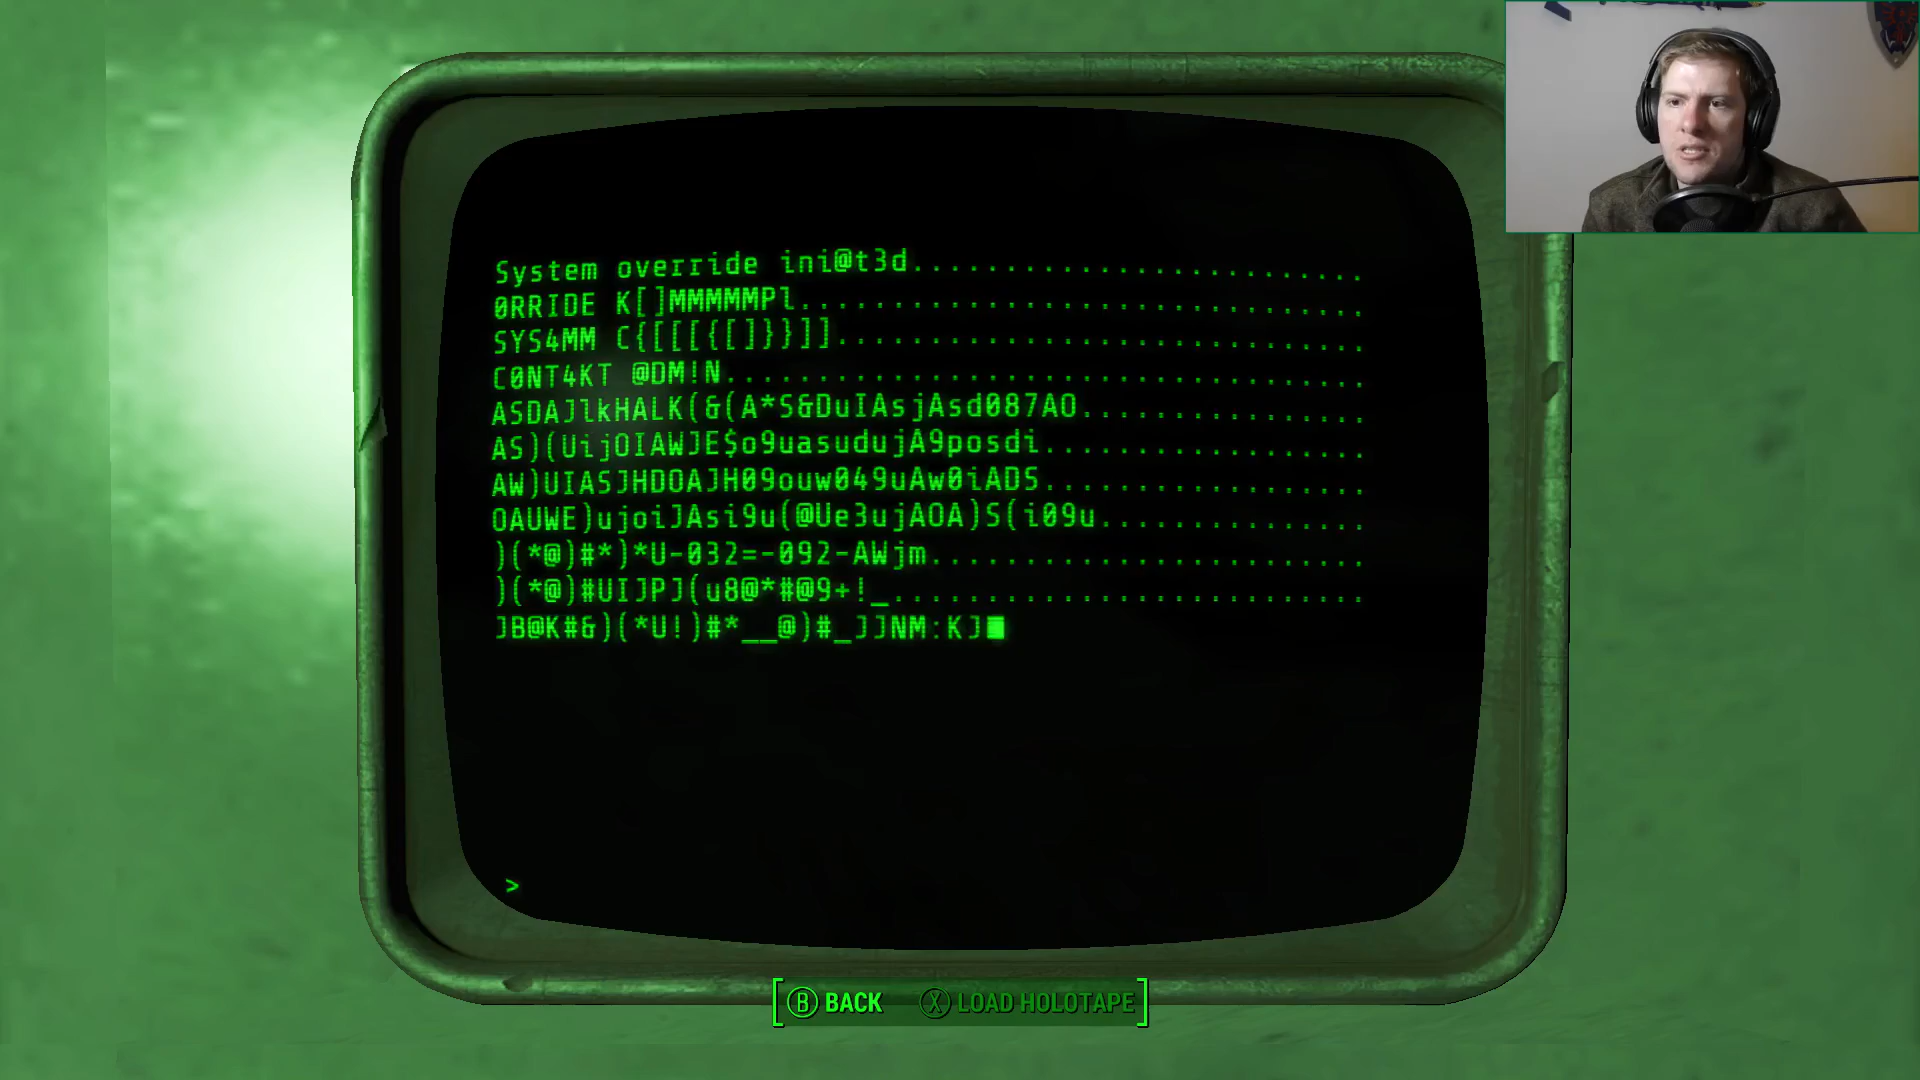 System override ini@t3d.........................
0RRIDE K[]MMMMMPl...............................
SYS4MM C{[[[{[]}}]].............................
C0NT4KT @DM!N...................................
ASDAJlkHALK(&(A*S&DuIAsjAsd087AO................
AS)(UijOIAWJE$o9uasudujA9posdi..................
AW)UIASJHDOAJH09ouw049uAw0iADS..................
OAUWE)ujoiJAsi9u(@Ue3ujAOA)S(i09u...............
)(*@)#*)*U-032=-092-AWjm........................
)(*@)#UIJPJ(u8@*#@9+!_..........................
JB@K#&)(*U!)#*__@)#_JJNM:KJ
>
B BACK X LOAD HOLOTAPE